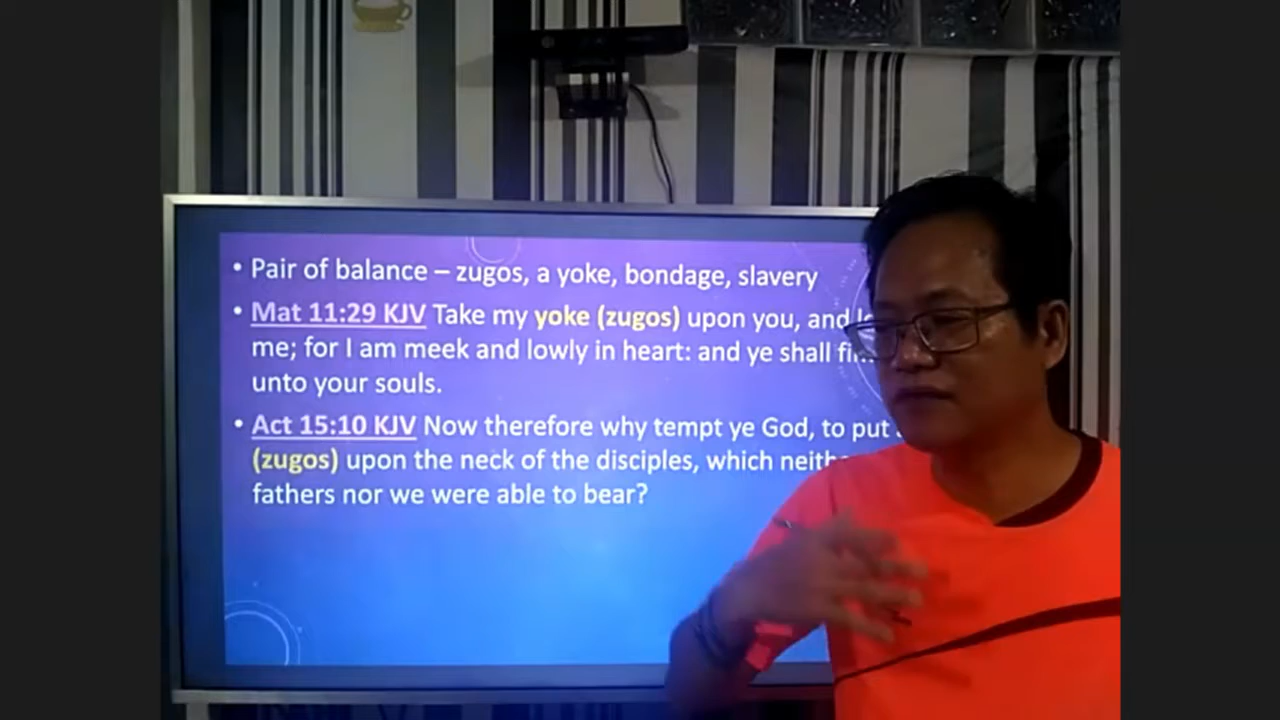 • Pair of balance – zugos, a yoke, bondage, slavery
• Mat 11:29 KJV Take my yoke (zugos) upon you, and
me; for I am meek and lowly in heart: and ye shall
unto your souls.
• Act 15:10 KJV Now therefore why tempt ye God, to put
(zugos) upon the neck of the disciples, which
fathers nor we were able to bear?